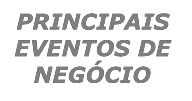 PRINCIPAIS
EVENTOS DE
NEGÓCIO